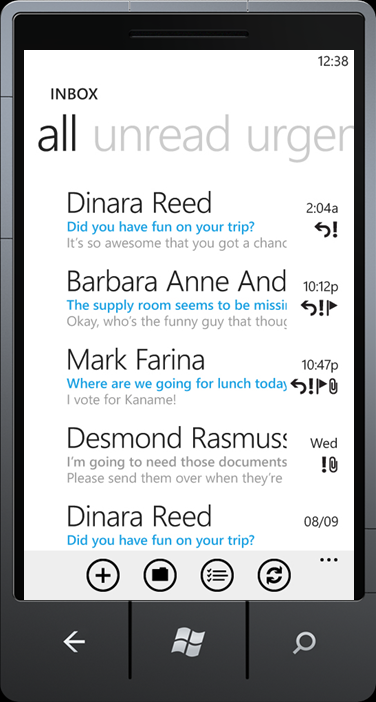 12:38
INBOX
all unread urger
Dinara Reed
2:04a
Did you have fun on your trip?
It's so awesome that you got a chanc
Barbara Anne And
10:12p
The supply room seems to be missi
Okay, who's the funny guy that thoug
Mark Farina
10:47p
Where are we going for lunch today
I vote for Kaname!
Desmond Rasmuss
Wed
I'm going to need those documents
Please send them over when they're
Dinara Reed
08/09
Did you have fun on your trip?